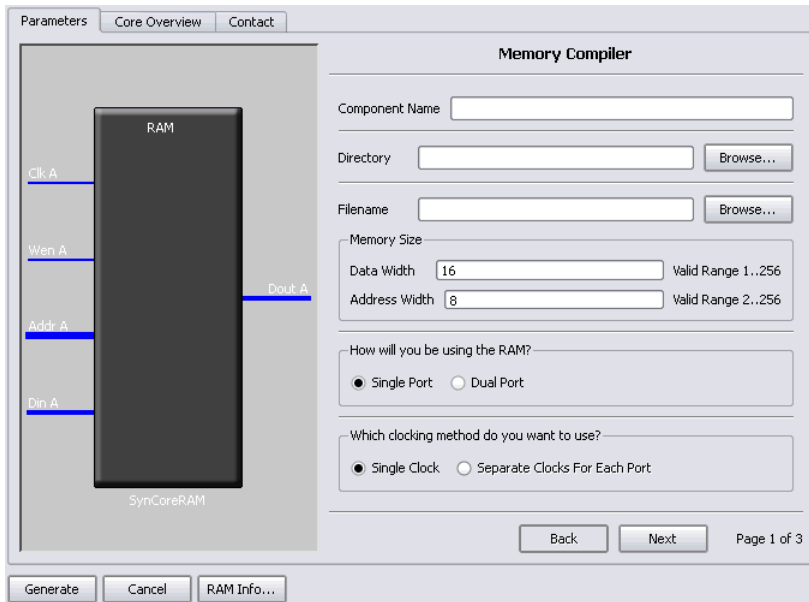 Parameters Core Overview Contact
RAM
Clk A
Wen A
Addr A
Din A
Dout A
SynCoreRAM
Memory Compiler
Component Name
Directory Browse...
Filename Browse...
Memory Size
Data Width 16 Valid Range 1..256
Address Width 8 Valid Range 2..256
How will you be using the RAM?
Single Port Dual Port
Which clocking method do you want to use?
Single Clock Separate Clocks For Each Port
Back Next Page 1 of 3
Generate Cancel RAM Info...